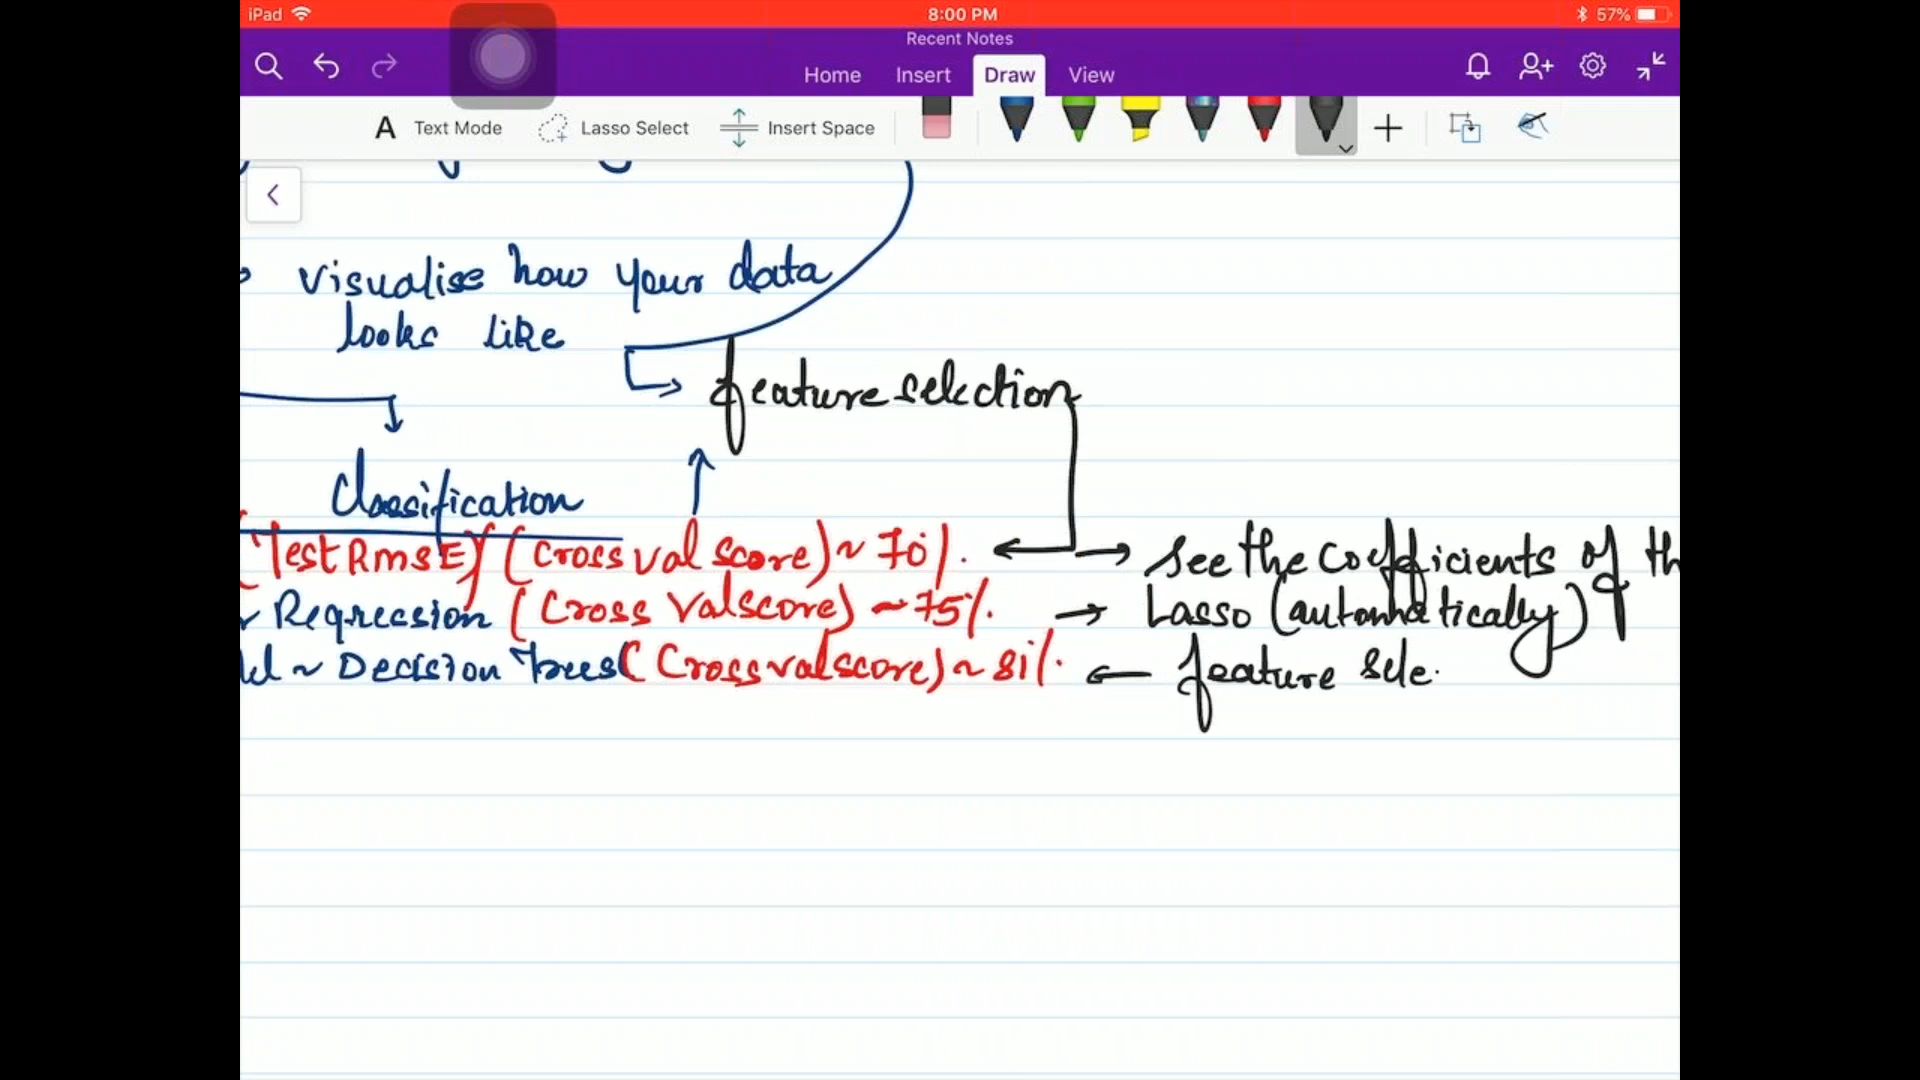 iPad 8:00 PM 57%
Recent Notes
Home Insert Draw View
A Text Mode Lasso Select Insert Space
visualise how your data
looks like
feature selection
Classification
(Test RmsE) (Cross val score) ~ 70%.
See the coefficients of th
Regression (Cross Valscore) ~ 75%.
Lasso (automatically)
~ Decision Trees (Crossvalscore) ~ 81%.
feature sele.